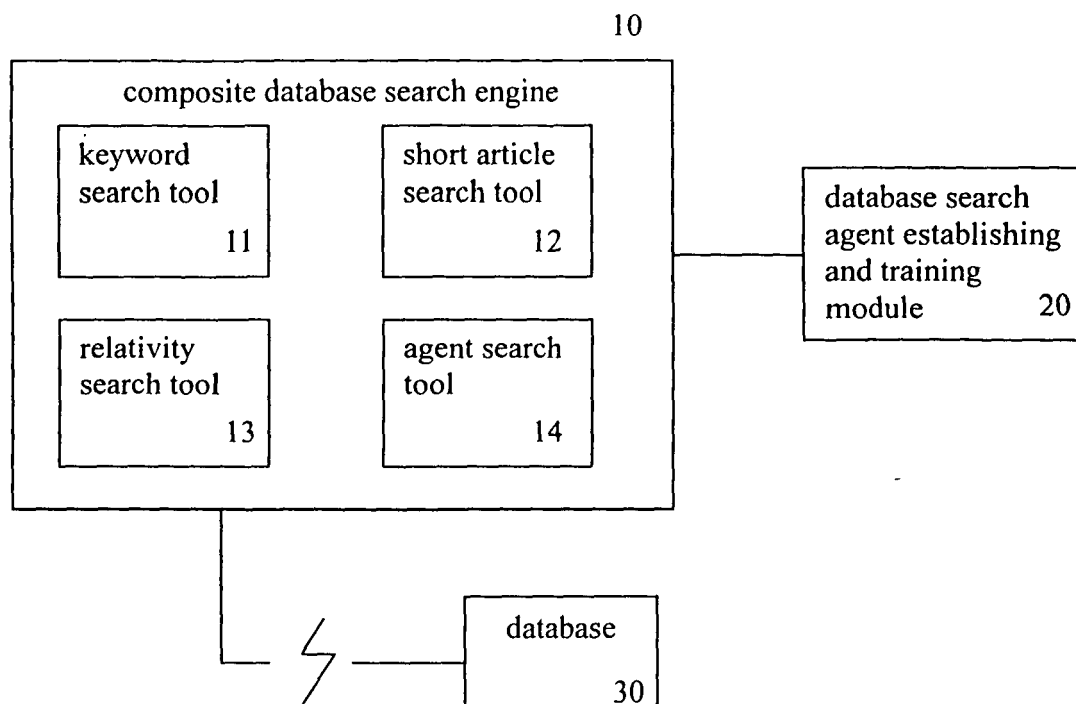 10
composite database search engine
keyword
search tool
11
short article
search tool
12
relativity
search tool
13
agent search
tool
14
database search
agent establishing
and training
module
20
database
30